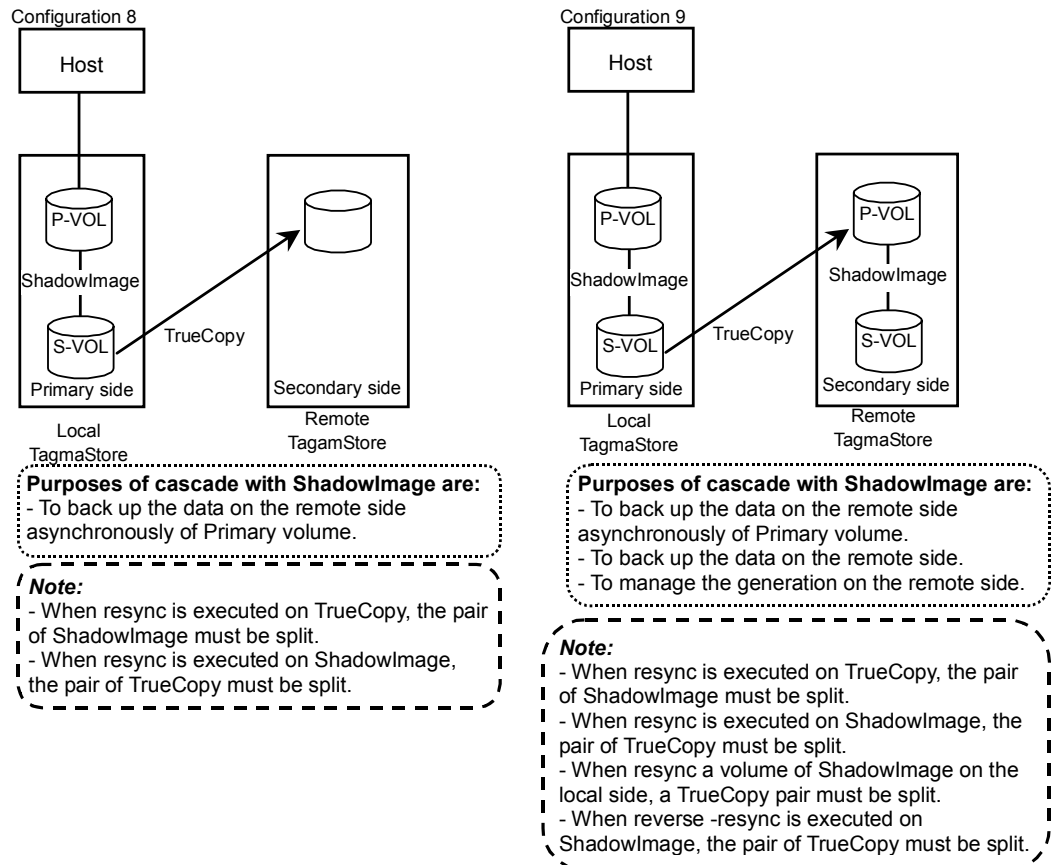 Configuration 8
Host
P-VOL
ShadowImage
S-VOL
Primary side
TrueCopy
Secondary side
Local
TagmaStore
Remote
TagamStore
Purposes of cascade with ShadowImage are:
- To back up the data on the remote side
asynchronously of Primary volume.
Note:
- When resync is executed on TrueCopy, the pair
of ShadowImage must be split.
- When resync is executed on ShadowImage,
the pair of TrueCopy must be split.
Configuration 9
Host
P-VOL
ShadowImage
S-VOL
Primary side
TrueCopy
P-VOL
ShadowImage
S-VOL
Secondary side
Local
TagmaStore
Remote
TagmaStore
Purposes of cascade with ShadowImage are:
- To back up the data on the remote side
asynchronously of Primary volume.
- To back up the data on the remote side.
- To manage the generation on the remote side.
Note:
- When resync is executed on TrueCopy, the pair
of ShadowImage must be split.
- When resync is executed on ShadowImage, the
pair of TrueCopy must be split.
- When resync a volume of ShadowImage on the
local side, a TrueCopy pair must be split.
- When reverse -resync is executed on
ShadowImage, the pair of TrueCopy must be split.